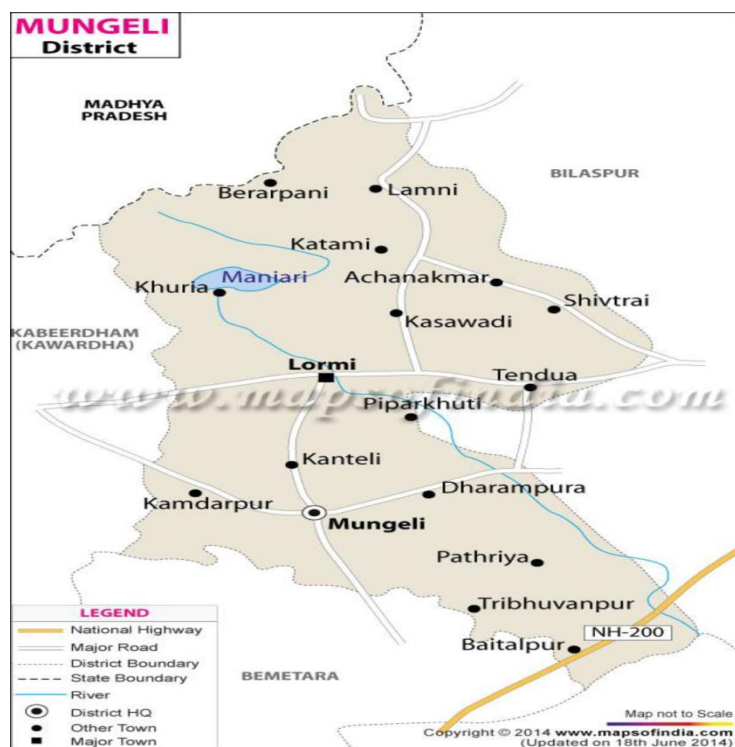 MUNGELI
District
MADHYA
PRADESH
BILASPUR
Berarpani
Lamni
Katami
Maniari
Achanakmar
Khuria
Shivtrai
Kasawadi
KABEERDHAM
(KAWARDHA)
Lormi
Tendua
www.mapsofindia.com
Piparkhuti
Kanteli
Kamdarpur
Dharampura
Mungeli
Pathriya
Tribhuvanpur
NH-200
Baitalpur
BEMETARA
LEGEND
National Highway
Major Road
District Boundary
State Boundary
River
District HQ
Other Town
Major Town
Map not to Scale
Copyright © 2014 www.mapsofindia.com
(Updated on 18th June 2014)